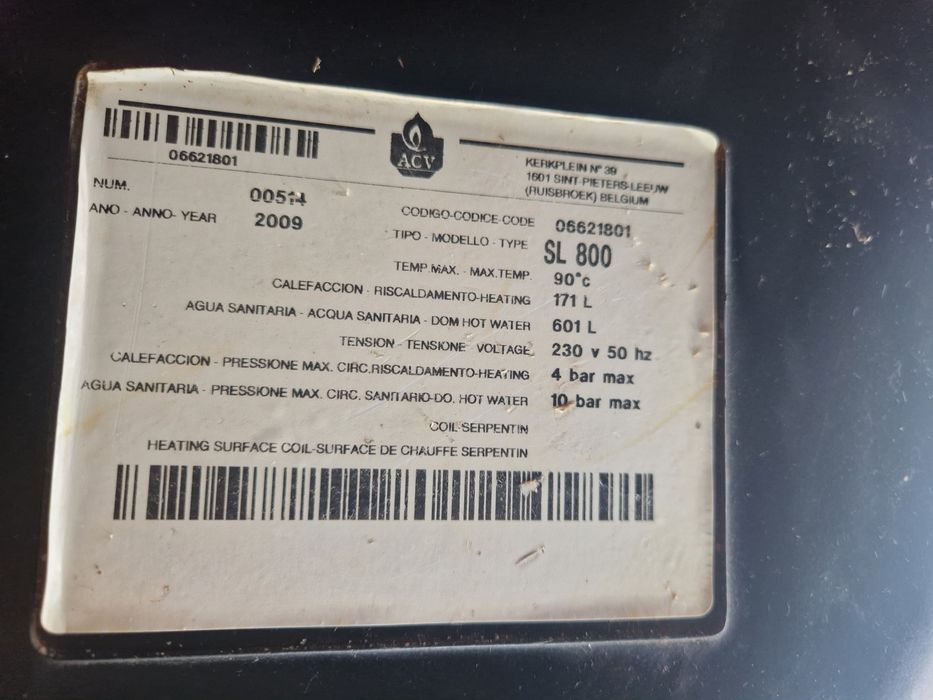 06621801
ACV
KERKPLEIN N° 39
1601 SINT-PIETERS-LEEUW
(RUISBROEK) BELGIUM
NUM.
ANO - ANNO- YEAR 2009
CODIGO-CODICE-CODE 06621801
TIPO - MODELLO - TYPE SL 800
TEMP.MAX. - MAX.TEMP. 90°c
CALEFACCION - RISCALDAMENTO-HEATING 171 L
AGUA SANITARIA - ACQUA SANITARIA - DOM HOT WATER 601 L
TENSION - TENSIONE VOLTAGE 230 v 50 hz
CALEFACCION - PRESSIONE MAX. CIRC.RISCALDAMENTO-HEATING 4 bar max
AGUA SANITARIA - PRESSIONE MAX. CIRC. SANITARIO-DO. HOT WATER 10 bar max
COIL-SERPENTIN
HEATING SURFACE COIL-SURFACE DE CHAUFFE SERPENTIN